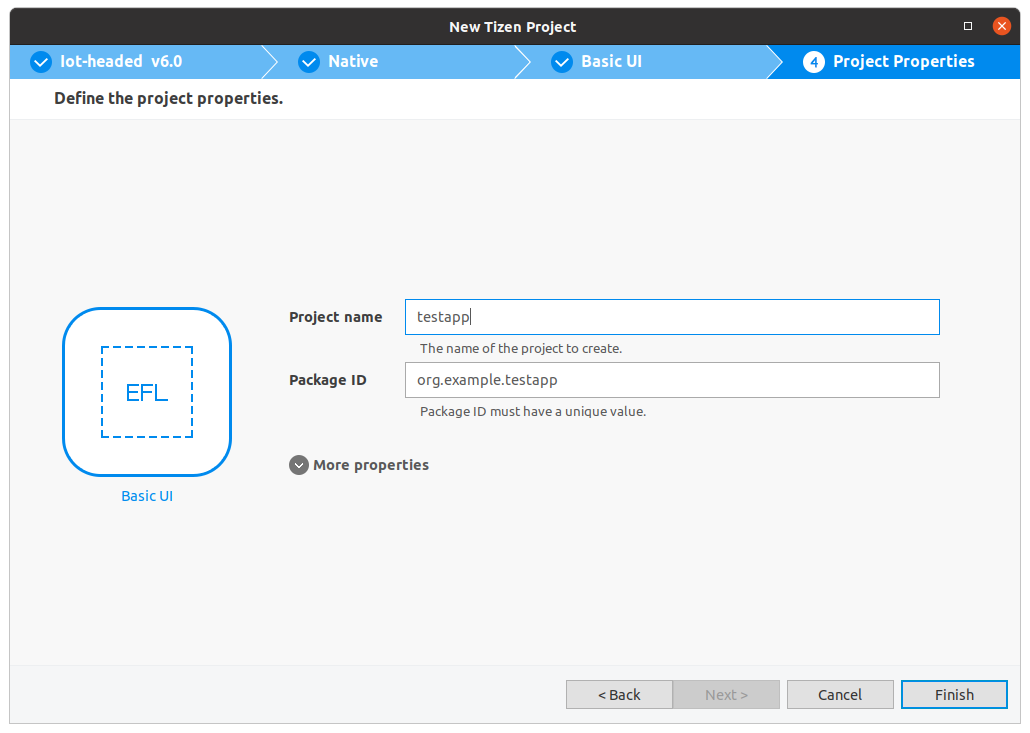 New Tizen Project
Iot-headed v6.0
Native
Basic UI
4 Project Properties
Define the project properties.
EFL
Basic UI
Project name
testapp
The name of the project to create.
Package ID
org.example.testapp
Package ID must have a unique value.
More properties
< Back
Next >
Cancel
Finish